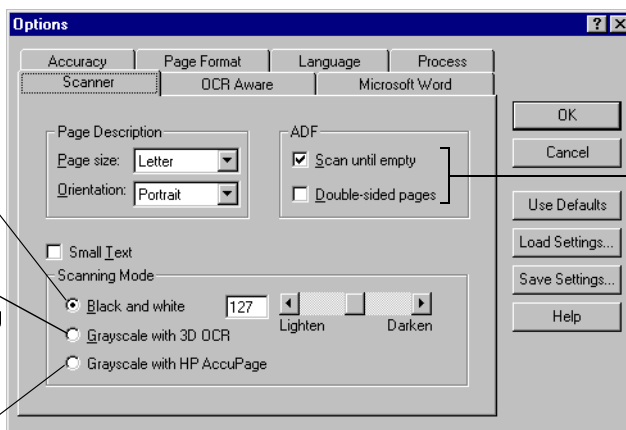 Options
Accuracy Page Format Language Process
Scanner OCR Aware Microsoft Word
Page Description
Page size: Letter
Orientation: Portrait
ADF
Scan until empty
Double-sided pages
Small Text
Scanning Mode
Black and white 127
Lighten Darken
Grayscale with 3D OCR
Grayscale with HP AccuPage
OK
Cancel
Use Defaults
Load Settings...
Save Settings...
Help